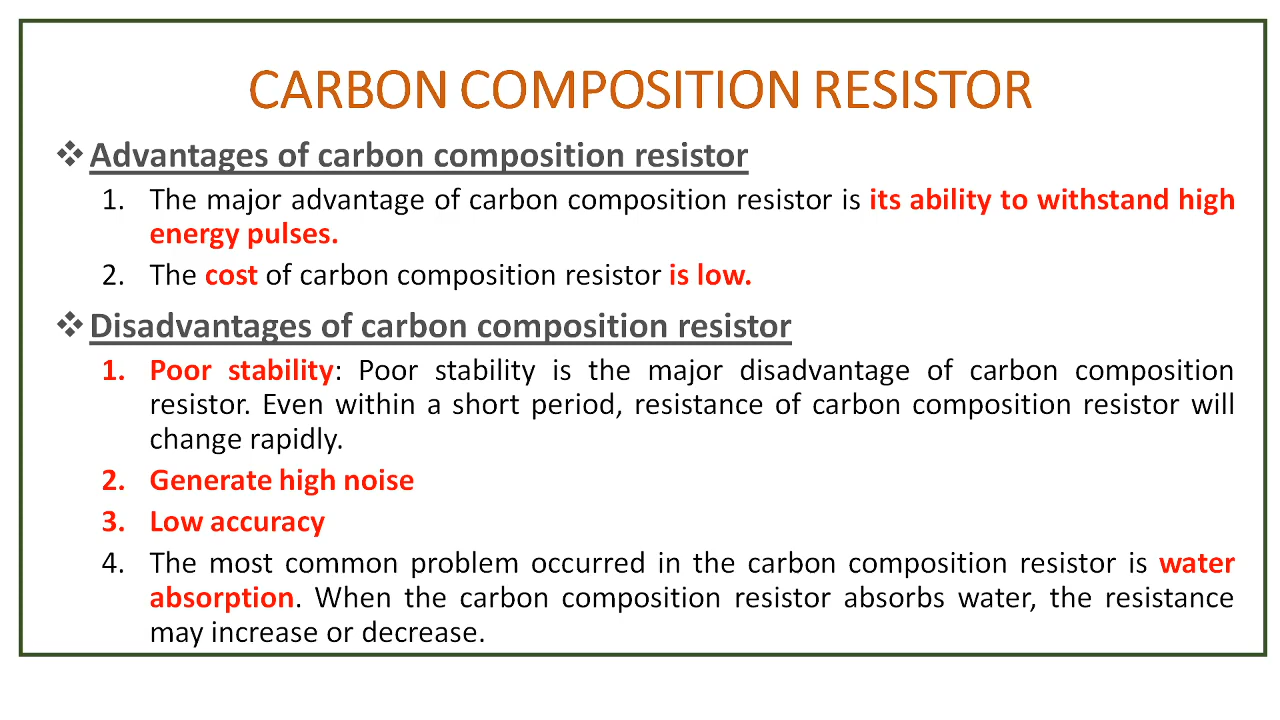 CARBON COMPOSITION RESISTOR
❖Advantages of carbon composition resistor
1. The major advantage of carbon composition resistor is its ability to withstand high
energy pulses.
2. The cost of carbon composition resistor is low.
❖Disadvantages of carbon composition resistor
1. Poor stability: Poor stability is the major disadvantage of carbon composition
resistor. Even within a short period, resistance of carbon composition resistor will
change rapidly.
2. Generate high noise
3. Low accuracy
4. The most common problem occurred in the carbon composition resistor is water
absorption. When the carbon composition resistor absorbs water, the resistance
may increase or decrease.